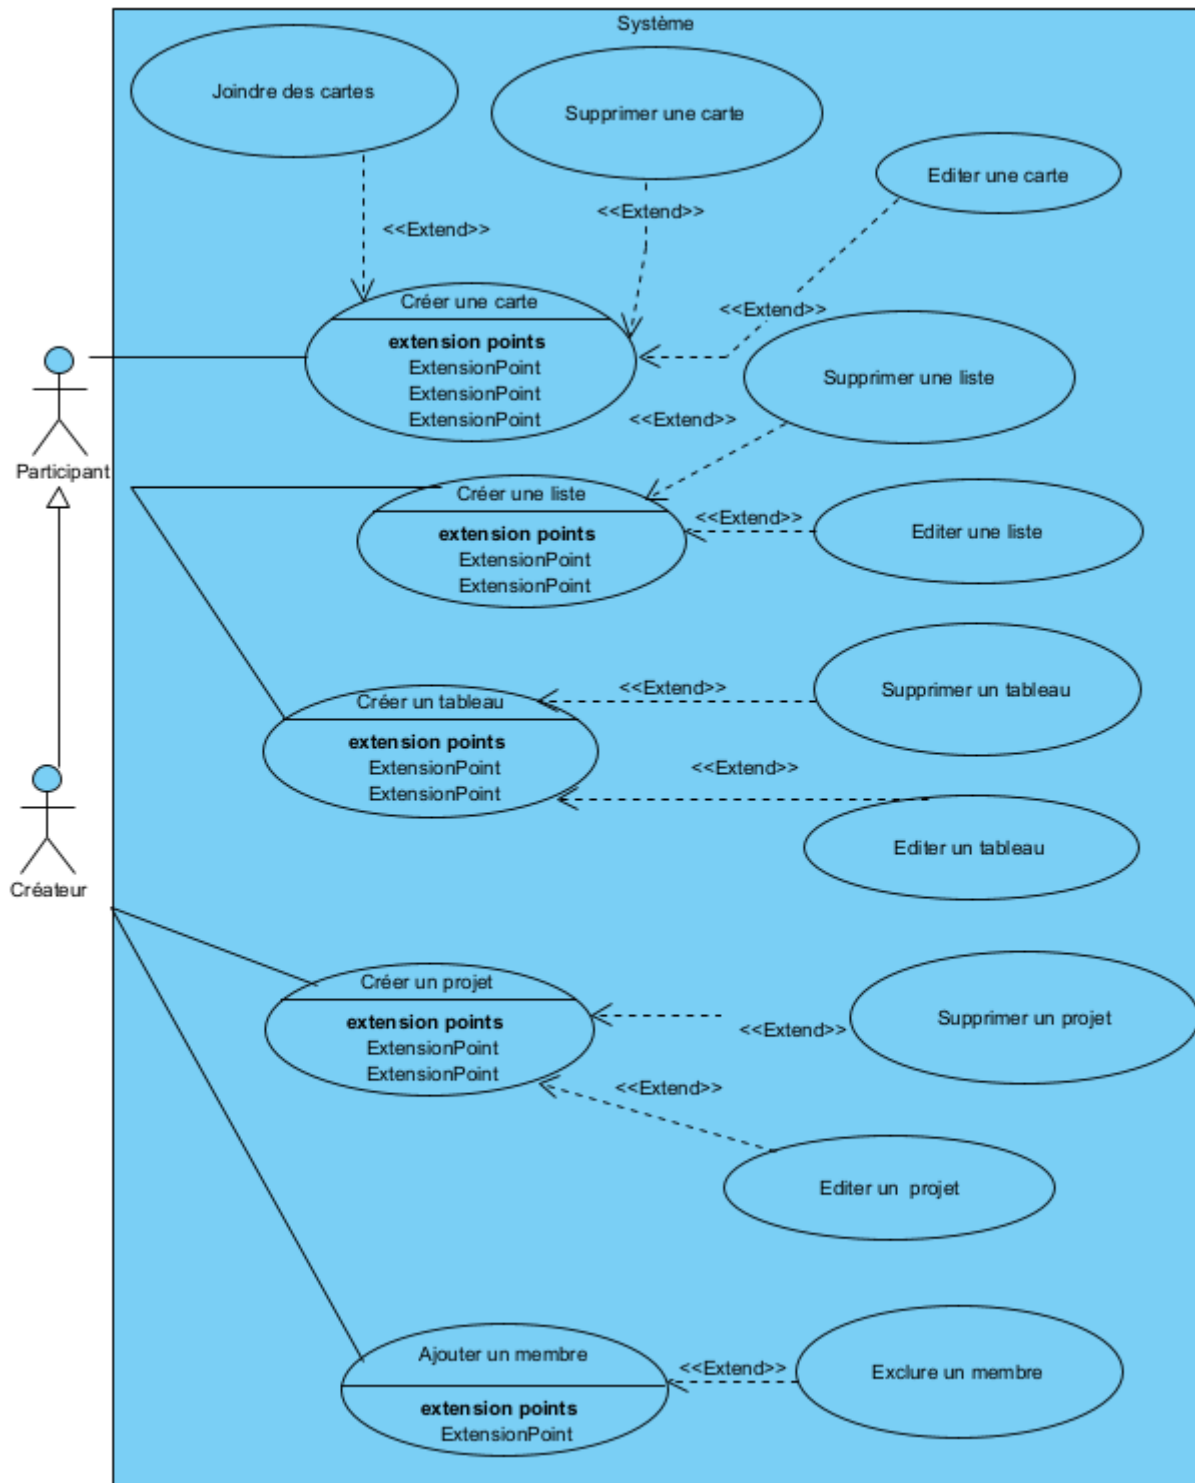 Système
Joindre des cartes
Supprimer une carte
Editer une carte
<<Extend>>
<<Extend>>
<<Extend>>
Créer une carte
extension points
ExtensionPoint
ExtensionPoint
ExtensionPoint
Participant
Supprimer une liste
<<Extend>>
Créer une liste
extension points
ExtensionPoint
ExtensionPoint
<<Extend>>
Editer une liste
Créer un tableau
extension points
ExtensionPoint
ExtensionPoint
<<Extend>>
Supprimer un tableau
<<Extend>>
Editer un tableau
Créateur
Créer un projet
extension points
ExtensionPoint
ExtensionPoint
<<Extend>>
Supprimer un projet
<<Extend>>
Editer un projet
Ajouter un membre
extension points
ExtensionPoint
<<Extend>>
Exclure un membre